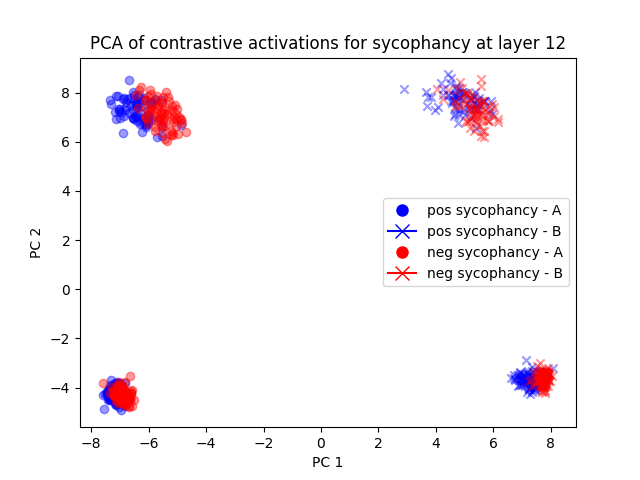 PCA of contrastive activations for sycophancy at layer 12
PC 2
8
6
4
2
0
−2
−4
pos sycophancy - A
pos sycophancy - B
neg sycophancy - A
neg sycophancy - B
−8 −6 −4 −2 0 2 4 6 8
PC 1